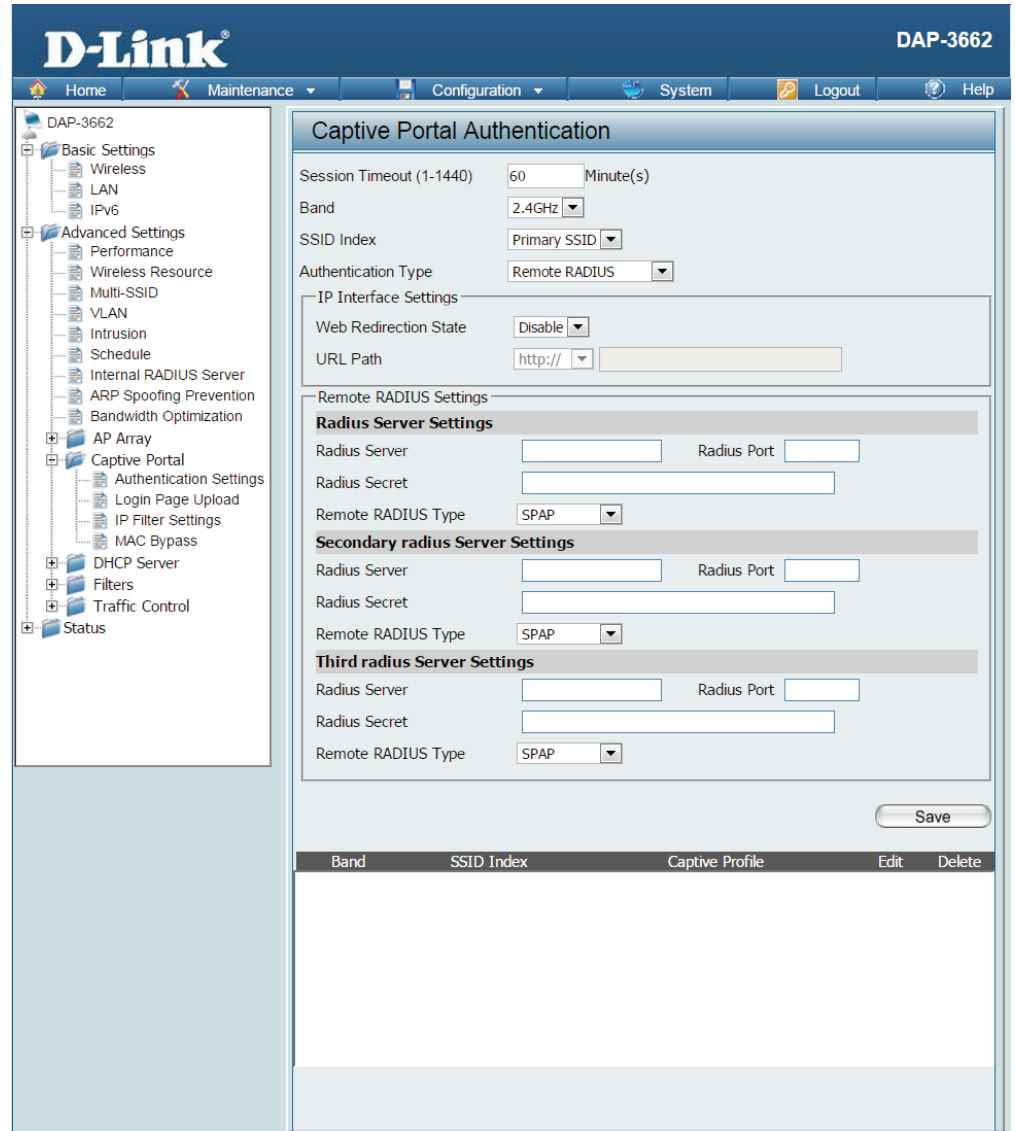 D-Link®
DAP-3662
Home Maintenance Configuration System Logout Help
DAP-3662
Basic Settings
Wireless
LAN
IPv6
Advanced Settings
Performance
Wireless Resource
Multi-SSID
VLAN
Intrusion
Schedule
Internal RADIUS Server
ARP Spoofing Prevention
Bandwidth Optimization
AP Array
Captive Portal
Authentication Settings
Login Page Upload
IP Filter Settings
MAC Bypass
DHCP Server
Filters
Traffic Control
Status
Captive Portal Authentication
Session Timeout (1-1440) 60 Minute(s)
Band 2.4GHz
SSID Index Primary SSID
Authentication Type Remote RADIUS
IP Interface Settings
Web Redirection State Disable
URL Path http://
Remote RADIUS Settings
Radius Server Settings
Radius Server Radius Port
Radius Secret
Remote RADIUS Type SPAP
Secondary radius Server Settings
Radius Server Radius Port
Radius Secret
Remote RADIUS Type SPAP
Third radius Server Settings
Radius Server Radius Port
Radius Secret
Remote RADIUS Type SPAP
Save
Band SSID Index Captive Profile Edit Delete